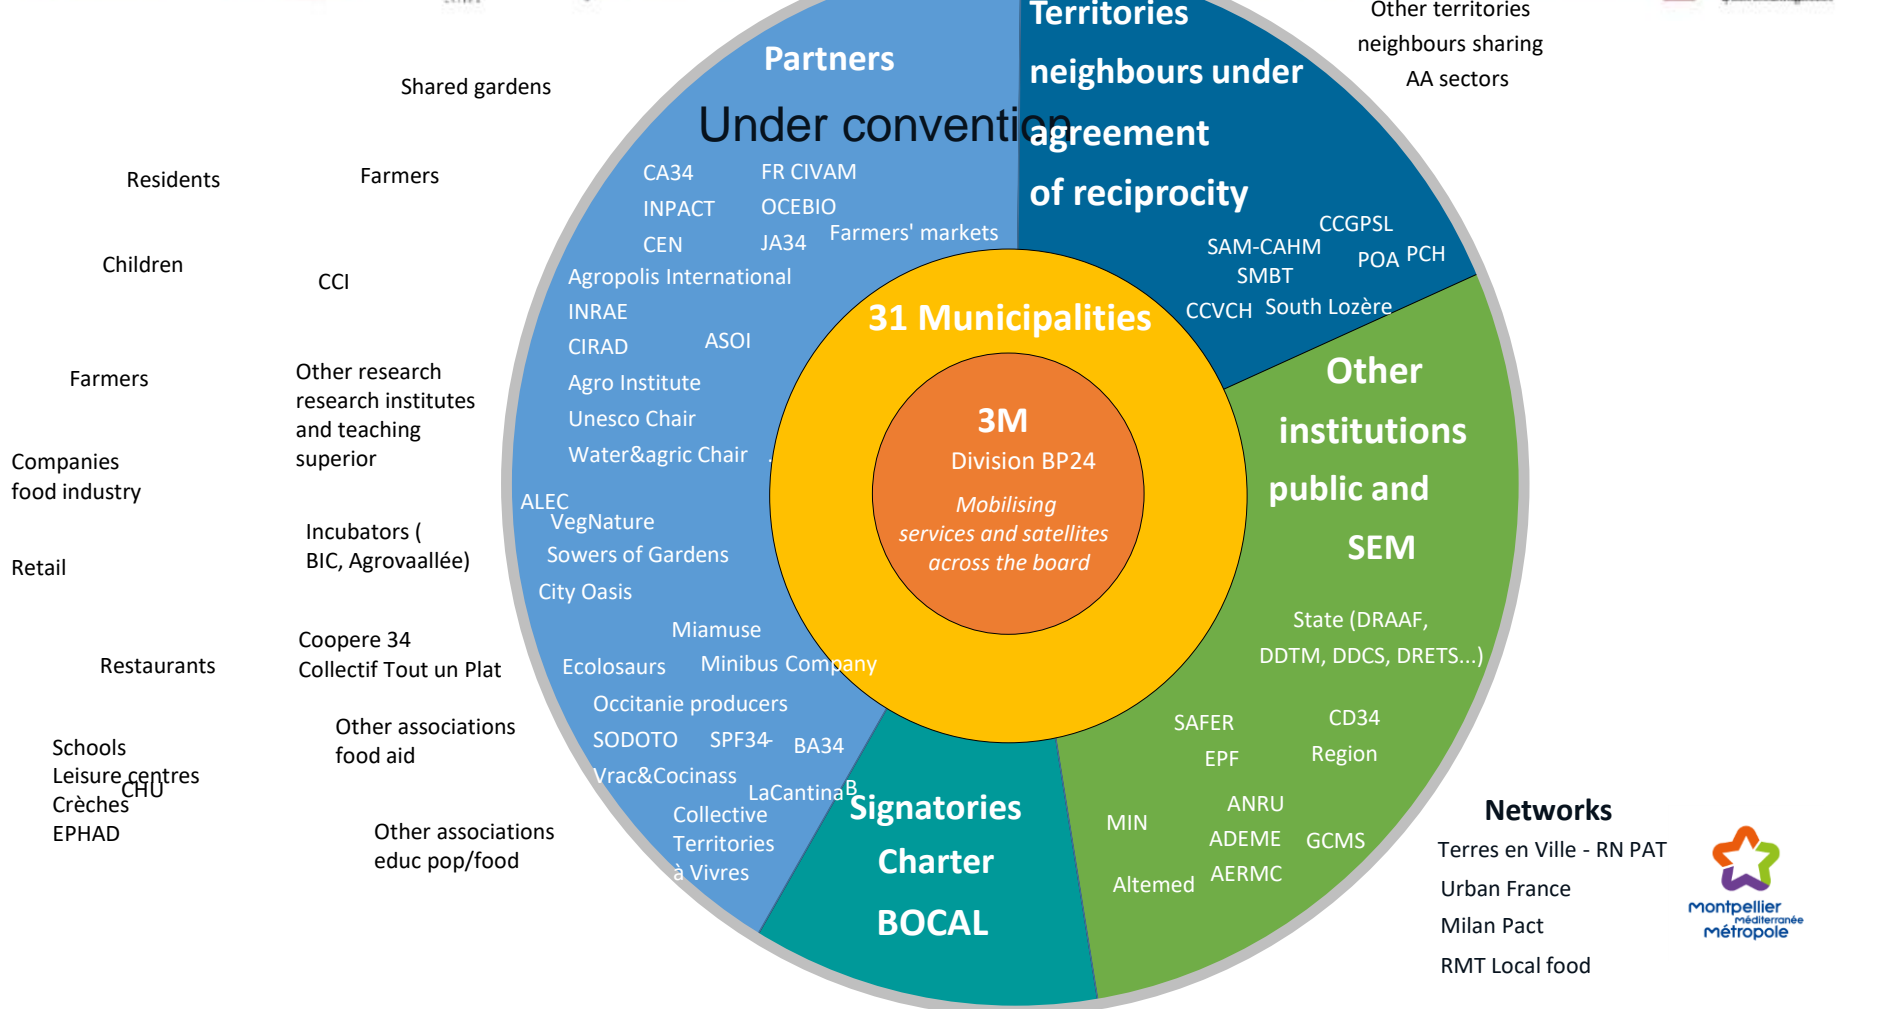 Other territories
neighbours sharing
AA sectors
Shared gardens
Residents
Farmers
Children
CCI
Farmers
Other research
research institutes
and teaching
superior
Companies
food industry
Incubators (
BIC, Agrovaallée)
Retail
Coopere 34
Collectif Tout un Plat
Restaurants
Other associations
food aid
Schools
Leisure centres
CHU
Crèches
EPHAD
Other associations
educ pop/food
Partners
Under convention
CA34
FR CIVAM
INPACT
OCEBIO
CEN
JA34
Farmers' markets
Agropolis International
INRAE
CIRAD
ASOI
Agro Institute
Unesco Chair
Water&agric Chair .
ALEC
VegNature
Sowers of Gardens
City Oasis
Miamuse
Ecolosaurs
Minibus Company
Occitanie producers
SODOTO
SPF34-
BA34
Vrac&Cocinass
LaCantinaB
Collective
Territories
à Vivres
Territories
neighbours under
agreement
of reciprocity
CCGPSL
SAM-CAHM
POA
PCH
SMBT
CCVCH
South Lozère
31 Municipalities
3M
Division BP24
Mobilising
services and satellites
across the board
Other
institutions
public and
SEM
State (DRAAF,
DDTM, DDCS, DRETS...)
SAFER
CD34
EPF
Region
ANRU
MIN
ADEME
GCMS
AERMC
Altemed
Signatories
Charter
BOCAL
Networks
Terres en Ville - RN PAT
Urban France
Milan Pact
RMT Local food
montpellier
méditerranée
métropole